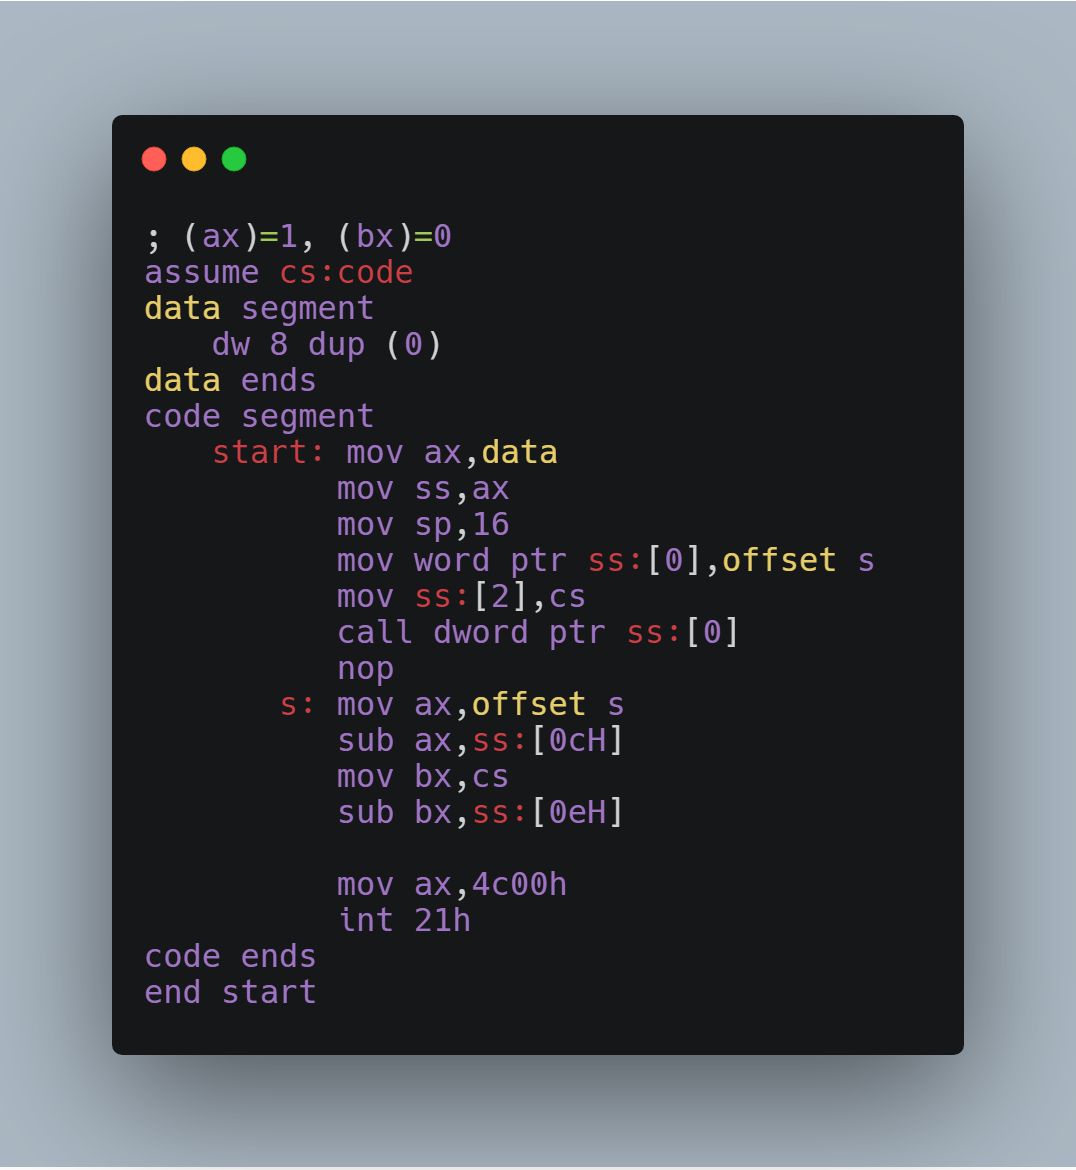 ; (ax)=1, (bx)=0
assume cs:code
data segment
    dw 8 dup (0)
data ends
code segment
    start: mov ax,data
           mov ss,ax
           mov sp,16
           mov word ptr ss:[0],offset s
           mov ss:[2],cs
           call dword ptr ss:[0]
           nop
        s: mov ax,offset s
           sub ax,ss:[0cH]
           mov bx,cs
           sub bx,ss:[0eH]

           mov ax,4c00h
           int 21h
code ends
end start